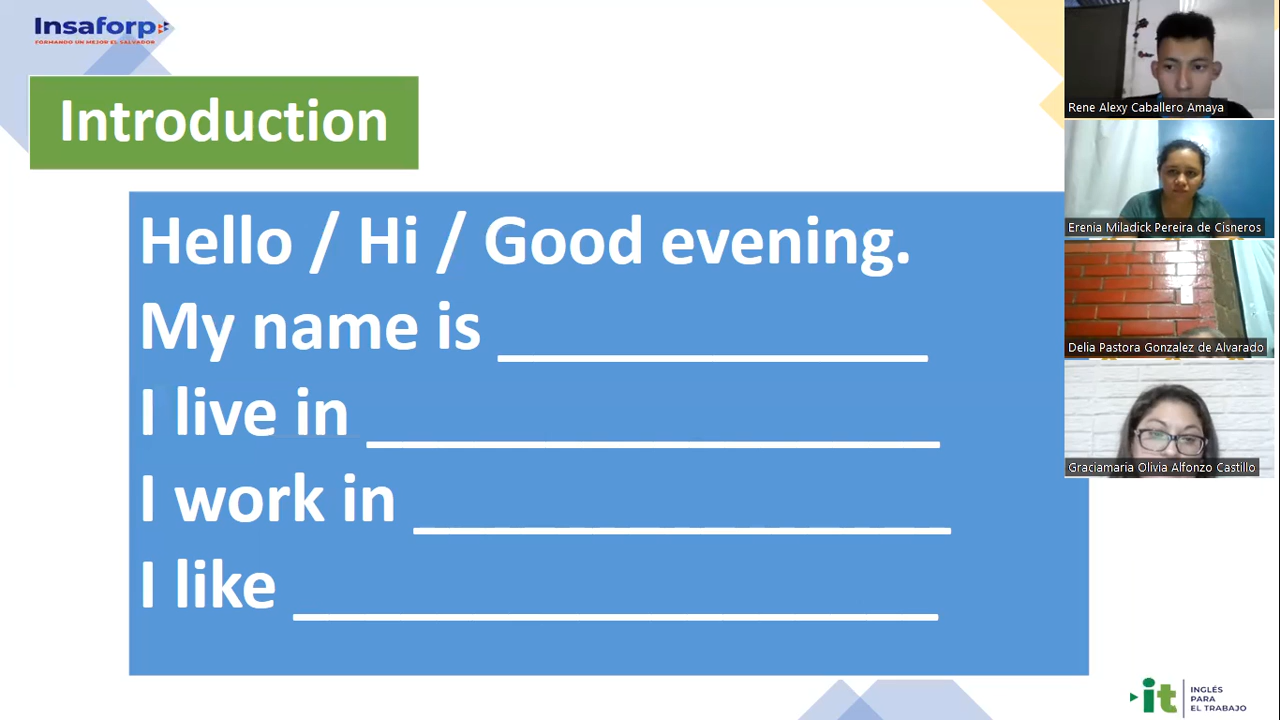 Insaforp
FORMANDO UN MEJOR EL SALVADOR
Introduction
Hello / Hi / Good evening.
My name is _______________
I live in ____________________
I work in ___________________
I like _______________________
Rene Alexy Caballero Amaya
Erenia Miladick Pereira de Cisneros
Delia Pastora Gonzalez de Alvarado
Graciamaria Olivia Alfonzo Castillo
it
INGLÉS
PARA
EL TRABAJO